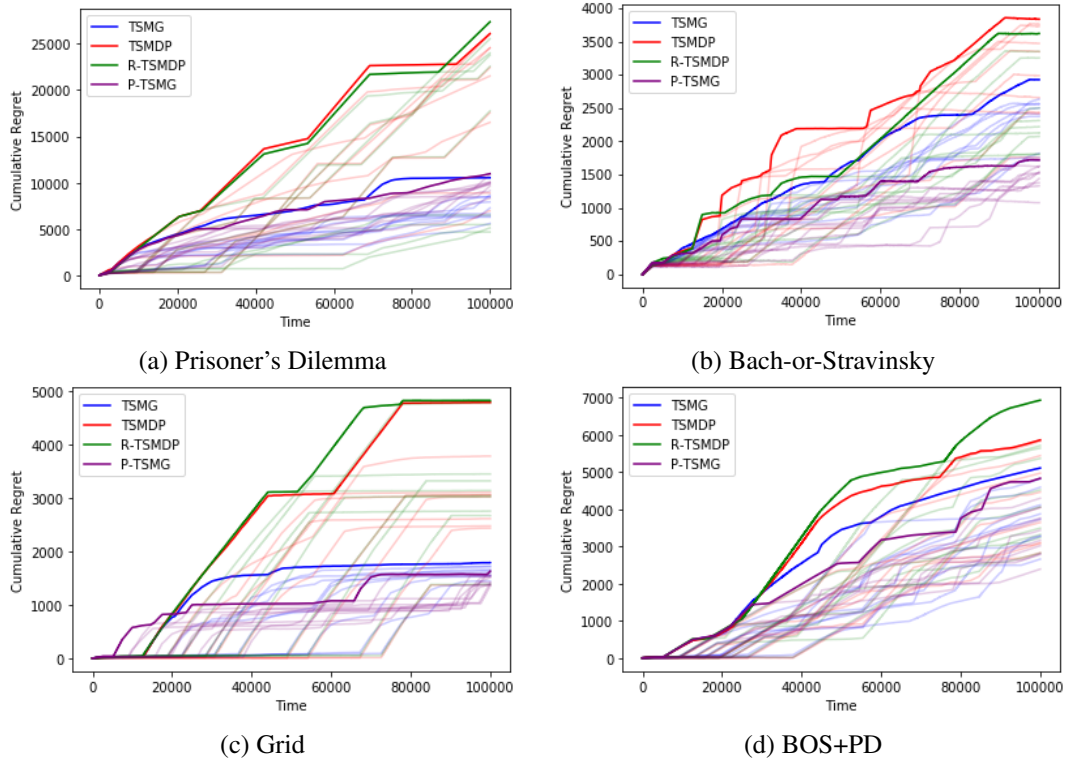 TSMG
TSMDP
R-TSMDP
P-TSMG
Cumulative Regret
25000
20000
15000
10000
5000
0
0 20000 40000 60000 80000 100000
Time
(a) Prisoner's Dilemma
TSMG
TSMDP
R-TSMDP
P-TSMG
Cumulative Regret
4000
3500
3000
2500
2000
1500
1000
500
0
0 20000 40000 60000 80000 100000
Time
(b) Bach-or-Stravinsky
TSMG
TSMDP
R-TSMDP
P-TSMG
Cumulative Regret
5000
4000
3000
2000
1000
0
0 20000 40000 60000 80000 100000
Time
(c) Grid
TSMG
TSMDP
R-TSMDP
P-TSMG
Cumulative Regret
7000
6000
5000
4000
3000
2000
1000
0
0 20000 40000 60000 80000 100000
Time
(d) BOS+PD